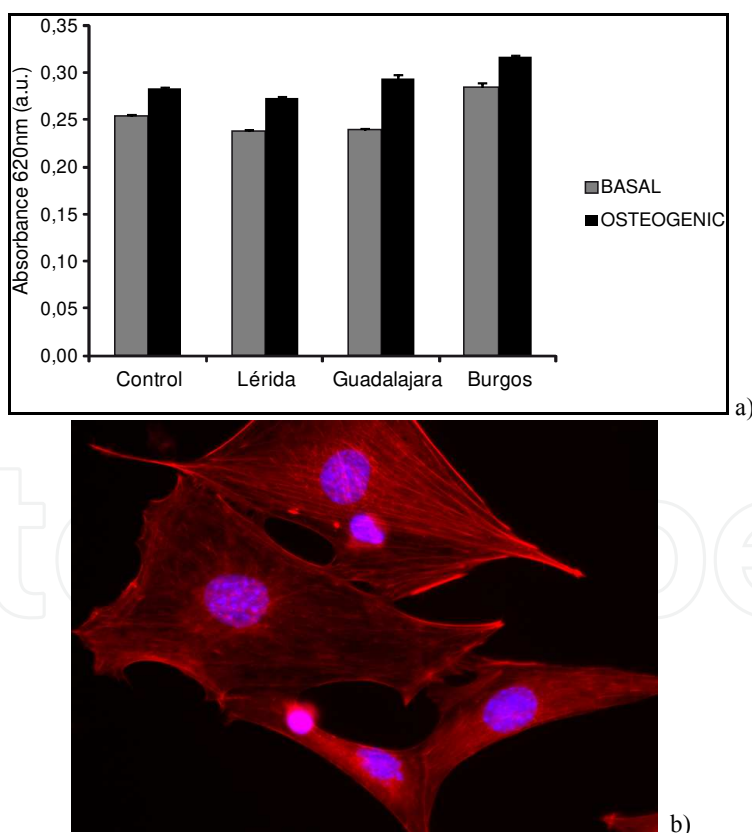 0,35
0,30
0,25
0,20
0,15
0,10
0,05
0,00
Absorbance 620nm (a.u.)
Control Lérida Guadalajara Burgos
BASAL
OSTEOGENIC
a)
b)